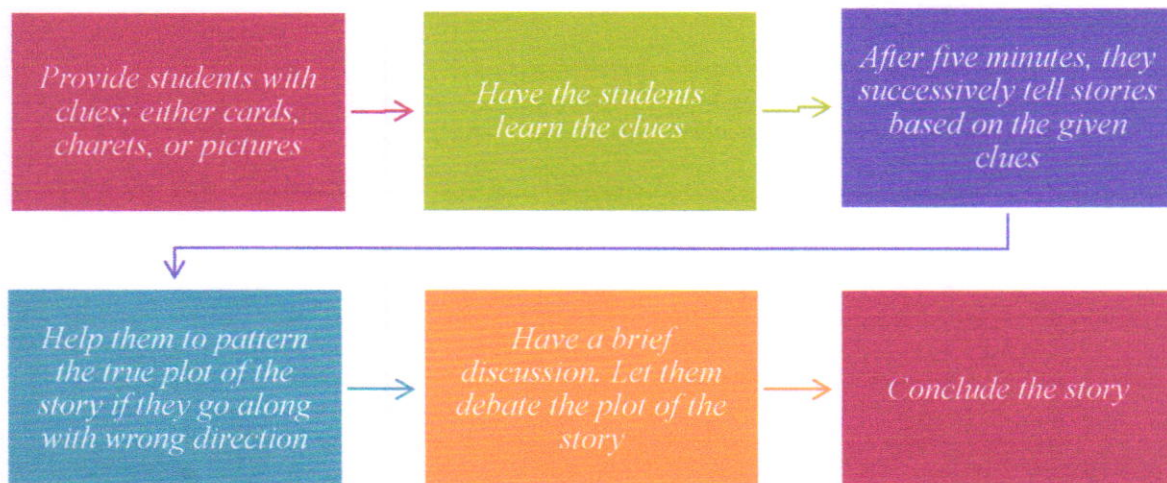 Provide students with
clues; either cards,
charets, or pictures
Have the students
learn the clues
After five minutes, they
successively tell stories
based on the given
clues
Help them to pattern
the true plot of the
story if they go along
with wrong direction
Have a brief
discussion. Let them
debate the plot of the
story
Conclude the story